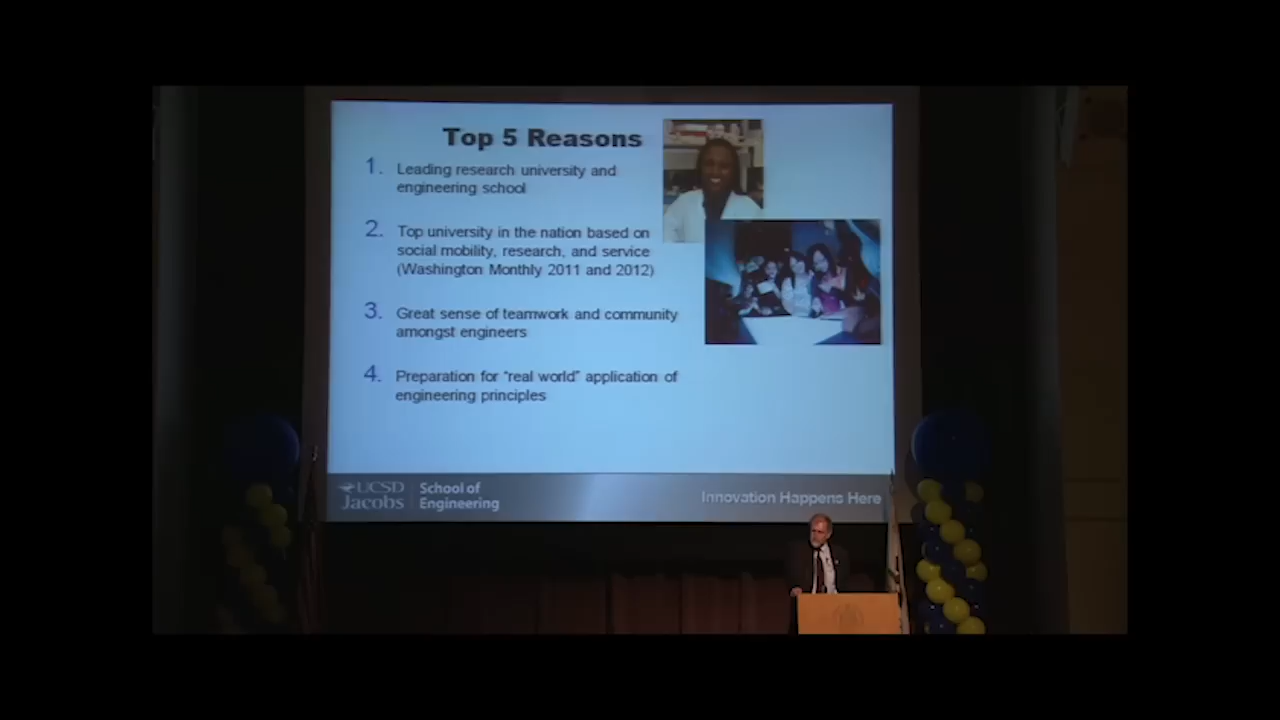 Top 5 Reasons
1. Leading research university and
engineering school
2. Top university in the nation based on
social mobility, research, and service
(Washington Monthly 2011 and 2012)
3. Great sense of teamwork and community
amongst engineers
4. Preparation for "real world" application of
engineering principles
UCSD
Jacobs
School of
Engineering
Innovation Happens Here